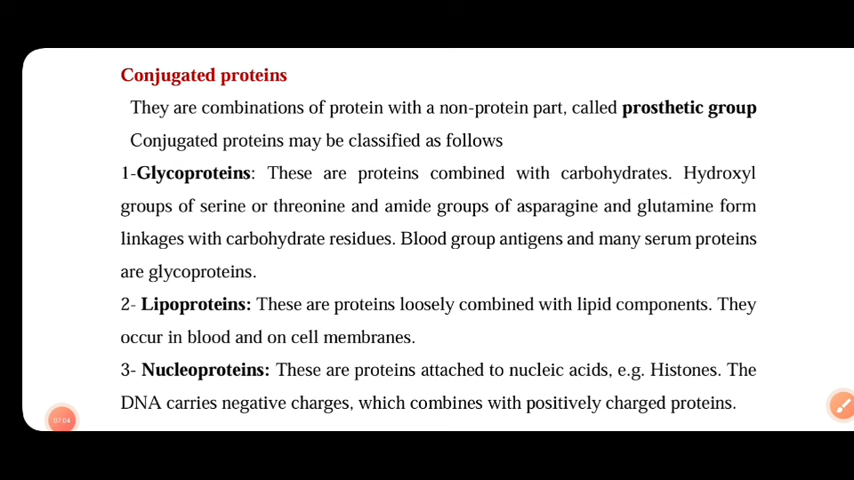 Conjugated proteins
They are combinations of protein with a non-protein part, called prosthetic group
Conjugated proteins may be classified as follows
1-Glycoproteins: These are proteins combined with carbohydrates. Hydroxyl
groups of serine or threonine and amide groups of asparagine and glutamine form
linkages with carbohydrate residues. Blood group antigens and many serum proteins
are glycoproteins.
2- Lipoproteins: These are proteins loosely combined with lipid components. They
occur in blood and on cell membranes.
3- Nucleoproteins: These are proteins attached to nucleic acids, e.g. Histones. The
DNA carries negative charges, which combines with positively charged proteins.
07:04